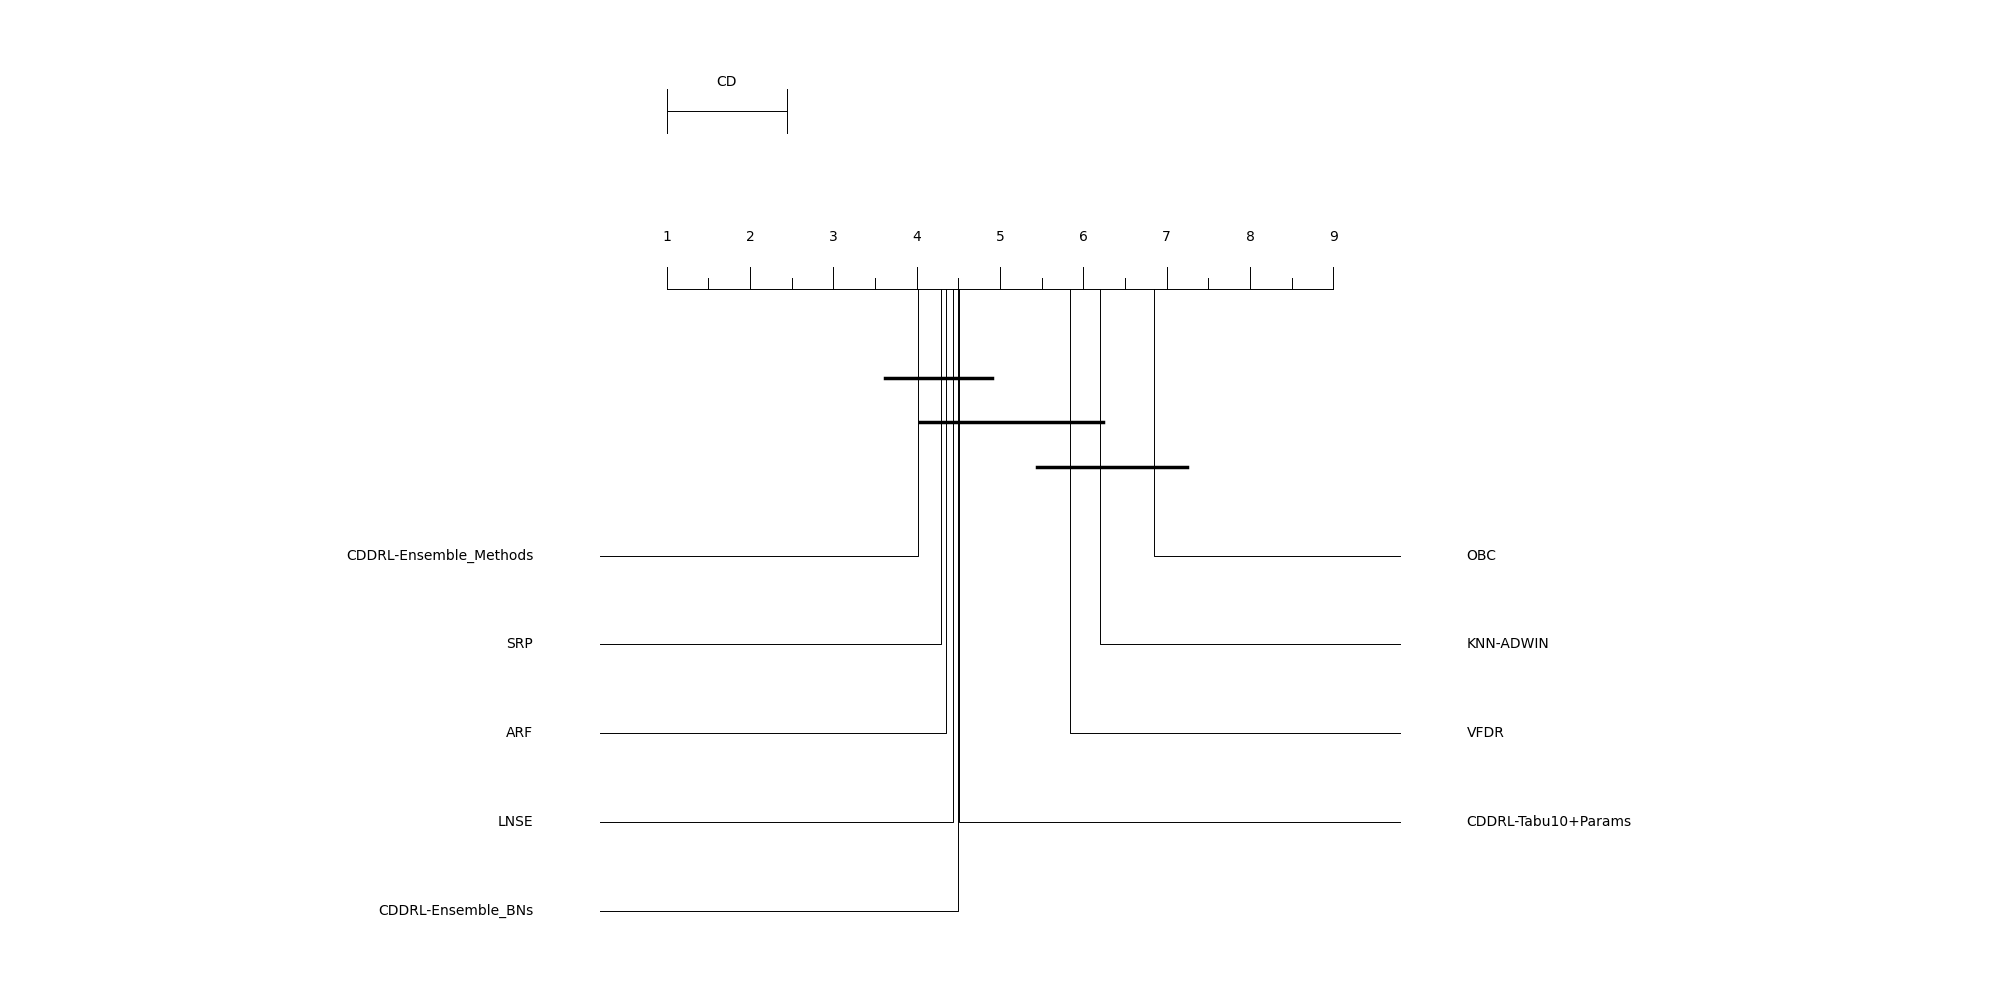 CD
1 2 3 4 5 6 7 8 9
CDDRL-Ensemble_Methods
OBC
SRP
KNN-ADWIN
ARF
VFDR
LNSE
CDDRL-Tabu10+Params
CDDRL-Ensemble_BNs